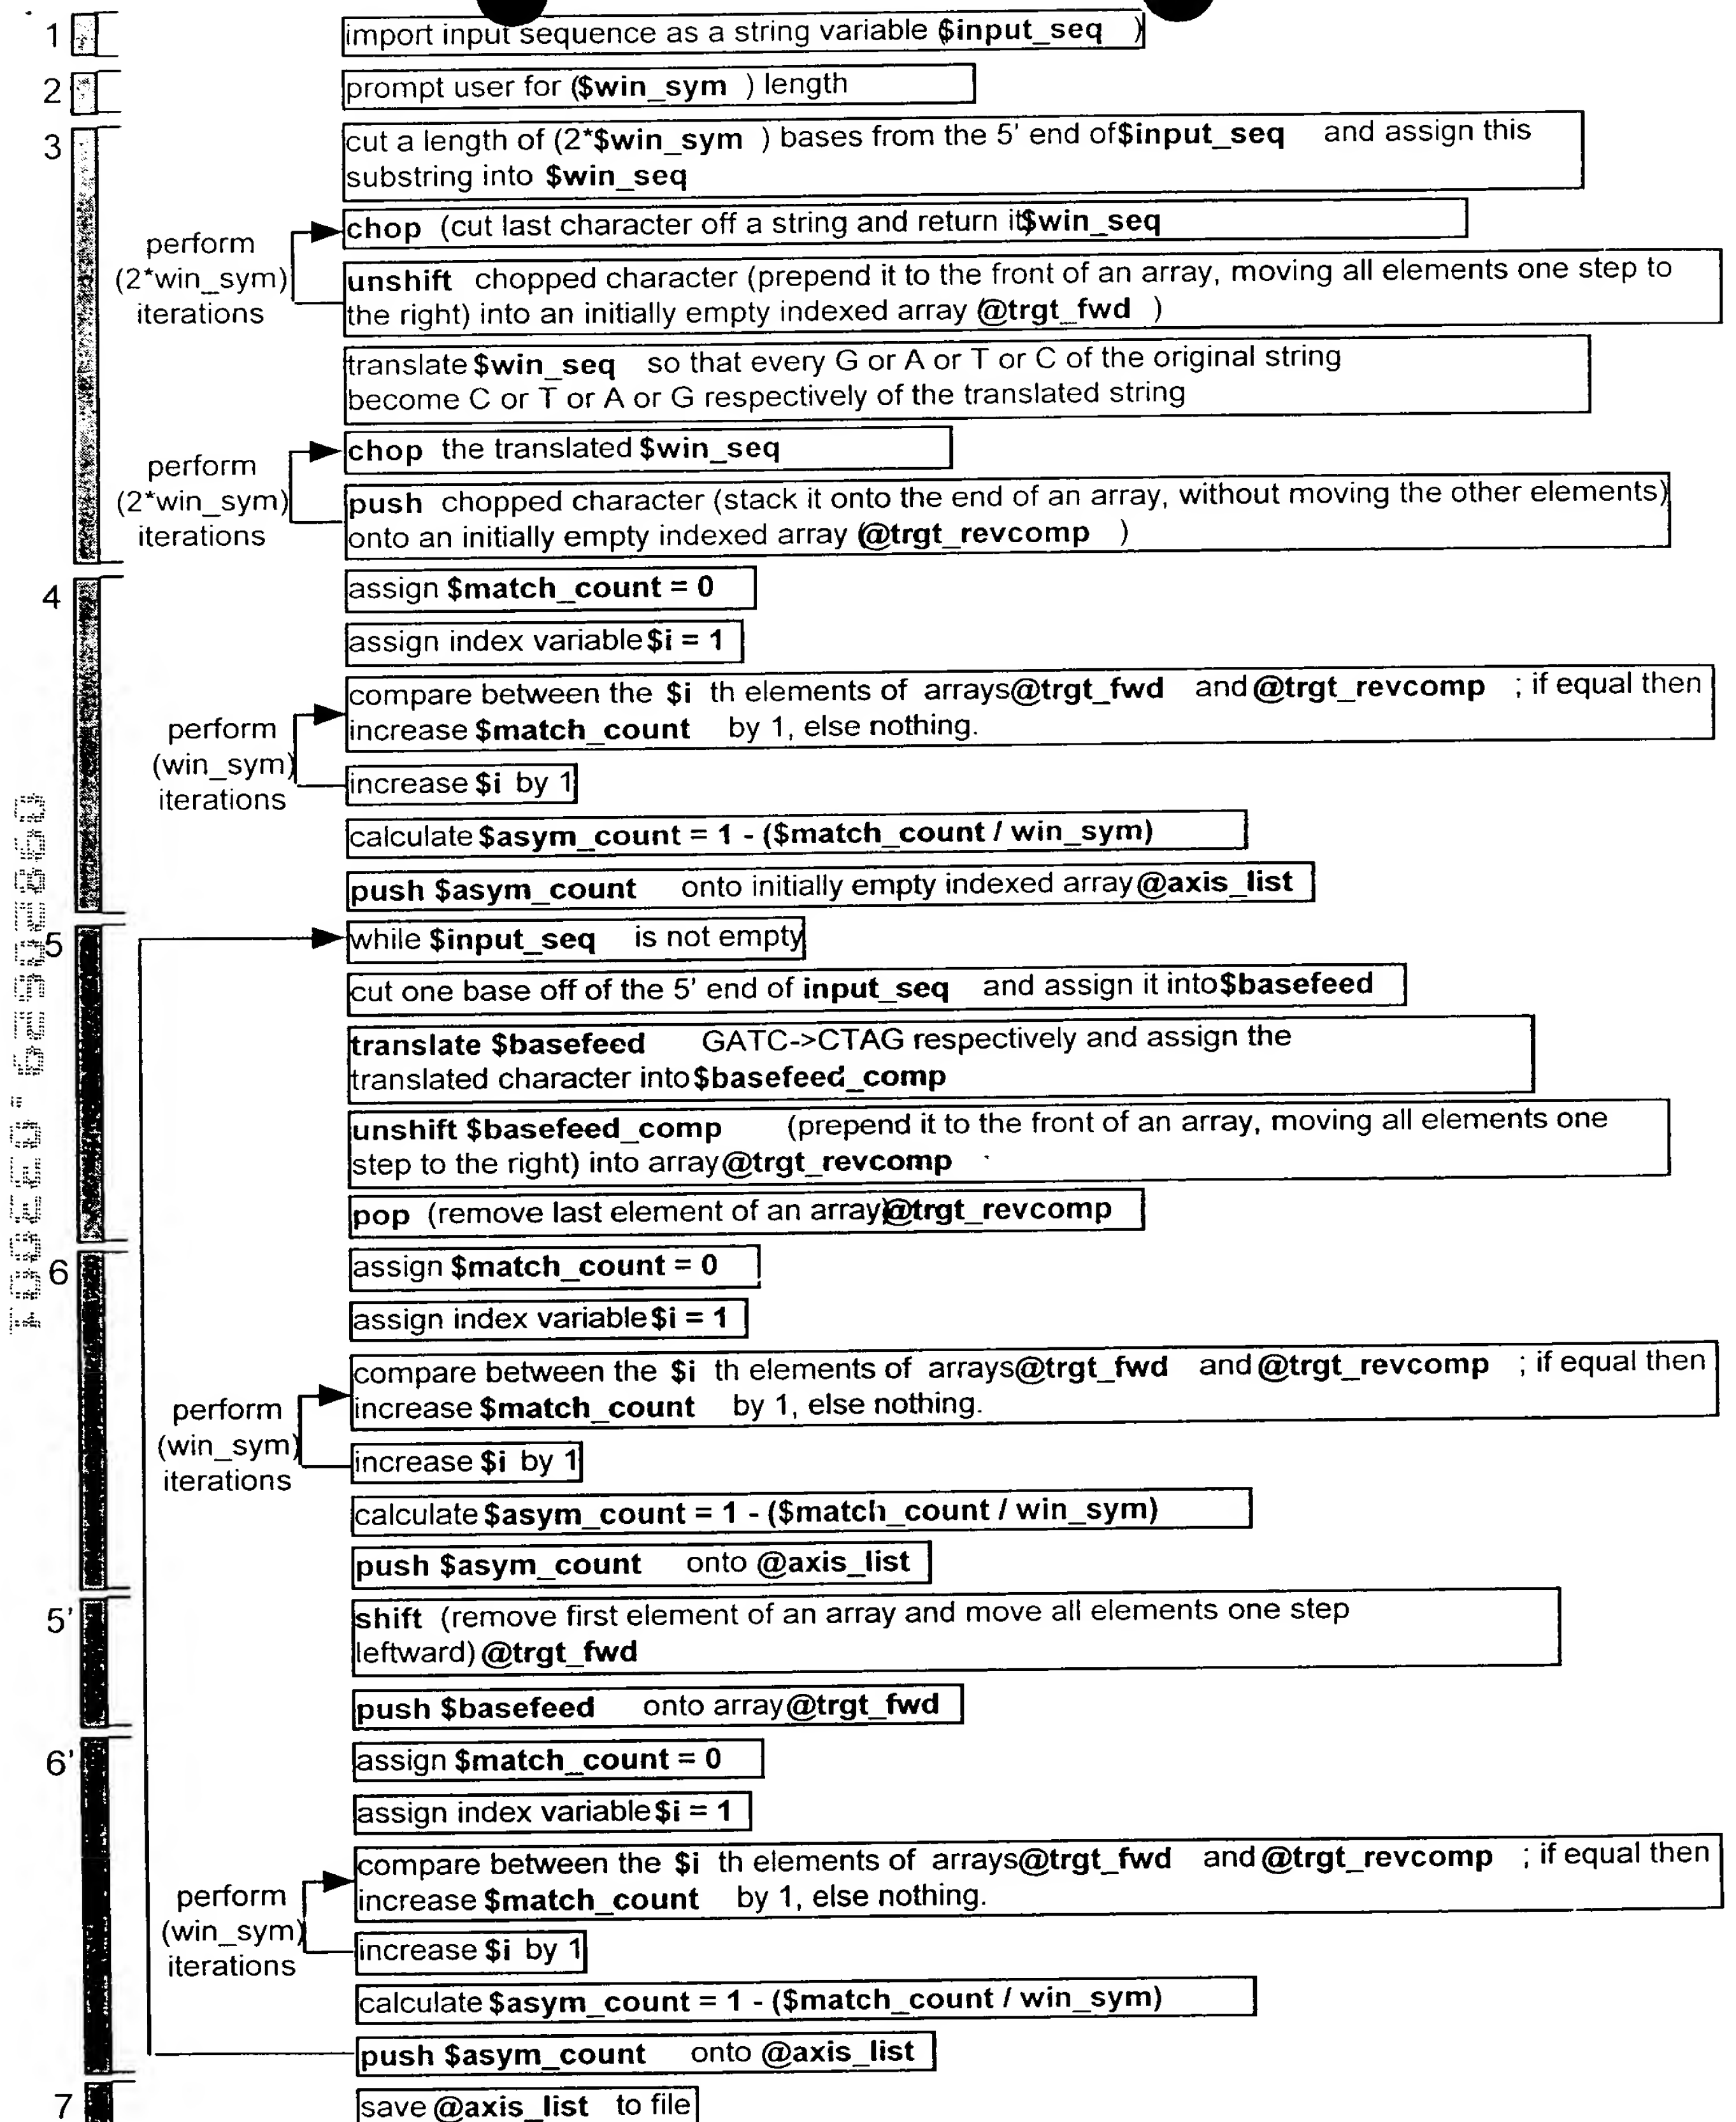 1
import input sequence as a string variable ($input_seq )
2
prompt user for ($win_sym ) length
3
cut a length of (2*$win_sym ) bases from the 5' end of $input_seq and assign this
substring into $win_seq
perform
(2*win_sym)
iterations
chop (cut last character off a string and return it $win_seq
unshift chopped character (prepend it to the front of an array, moving all elements one step to
the right) into an initially empty indexed array (@trgt_fwd )
translate $win_seq so that every G or A or T or C of the original string
become C or T or A or G respectively of the translated string
perform
(2*win_sym)
iterations
chop the translated $win_seq
push chopped character (stack it onto the end of an array, without moving the other elements)
onto an initially empty indexed array (@trgt_revcomp )
4
assign $match_count = 0
assign index variable $i = 1
perform
(win_sym)
iterations
compare between the $i th elements of arrays @trgt_fwd and @trgt_revcomp ; if equal then
increase $match_count by 1, else nothing.
increase $i by 1
calculate $asym_count = 1 - ($match_count / win_sym)
push $asym_count onto initially empty indexed array @axis_list
5
while $input_seq is not empty
cut one base off of the 5' end of input_seq and assign it into $basefeed
translate $basefeed GATC->CTAG respectively and assign the
translated character into $basefeed_comp
unshift $basefeed_comp (prepend it to the front of an array, moving all elements one
step to the right) into array @trgt_revcomp
pop (remove last element of an array) @trgt_revcomp
6
assign $match_count = 0
assign index variable $i = 1
perform
(win_sym)
iterations
compare between the $i th elements of arrays @trgt_fwd and @trgt_revcomp ; if equal then
increase $match_count by 1, else nothing.
increase $i by 1
calculate $asym_count = 1 - ($match_count / win_sym)
push $asym_count onto @axis_list
5'
shift (remove first element of an array and move all elements one step
leftward) @trgt_fwd
push $basefeed onto array @trgt_fwd
6'
assign $match_count = 0
assign index variable $i = 1
perform
(win_sym)
iterations
compare between the $i th elements of arrays @trgt_fwd and @trgt_revcomp ; if equal then
increase $match_count by 1, else nothing.
increase $i by 1
calculate $asym_count = 1 - ($match_count / win_sym)
push $asym_count onto @axis_list
7
save @axis_list to file